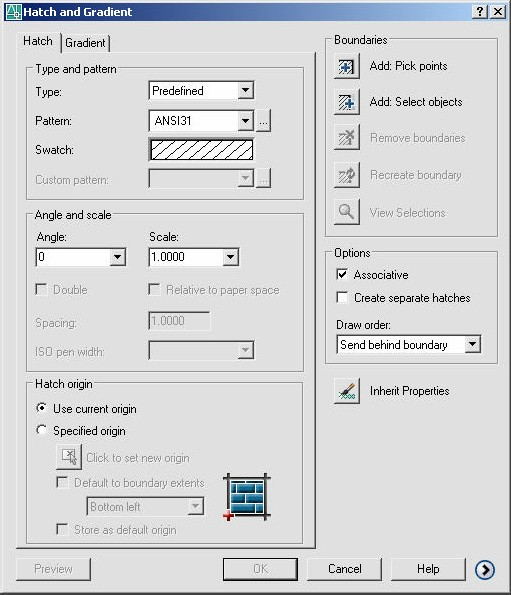 Hatch and Gradient
Hatch
Gradient
Type and pattern
Type:
Predefined
Pattern:
ANSI31
...
Swatch:
Custom pattern:
...
Angle and scale
Angle:
Scale:
0
1.0000
Double
Relative to paper space
Spacing:
1.0000
ISO pen width:
Hatch origin
Use current origin
Specified origin
Click to set new origin
Default to boundary extents
Bottom left
Store as default origin
Boundaries
Add: Pick points
Add: Select objects
Remove boundaries
Recreate boundary
View Selections
Options
Associative
Create separate hatches
Draw order:
Send behind boundary
Inherit Properties
Preview
OK
Cancel
Help